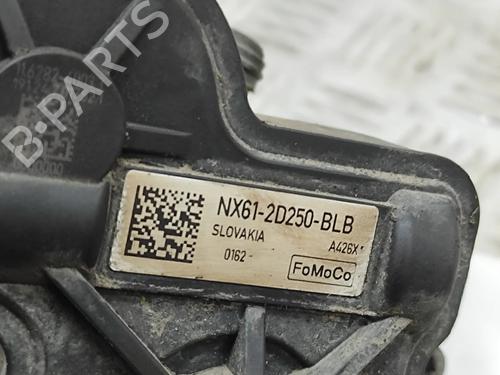 B-PARTS
NX61-2D250-BLB
SLOVAKIA
A426X*
0162-
FoMoCo